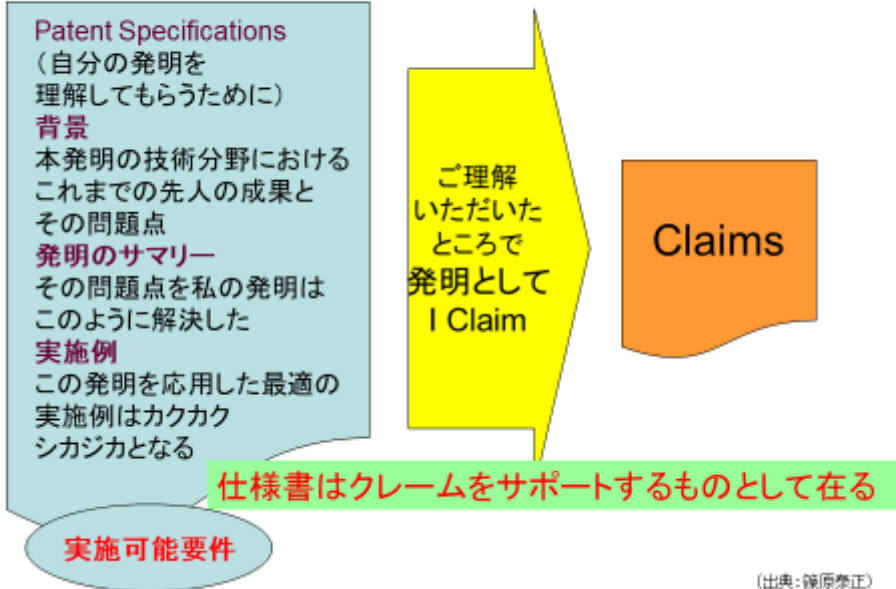 Patent Specifications
（自分の発明を
理解してもらうために）
背景
本発明の技術分野における
これまでの先人の成果と
その問題点
発明のサマリー
その問題点を私の発明は
このように解決した
実施例
この発明を応用した最適の
実施例はカクカク
シカジカとなる
実施可能要件
ご理解
いただいた
ところで
発明として
I Claim
Claims
仕様書はクレームをサポートするものとして在る
（出典：篠原泰正）